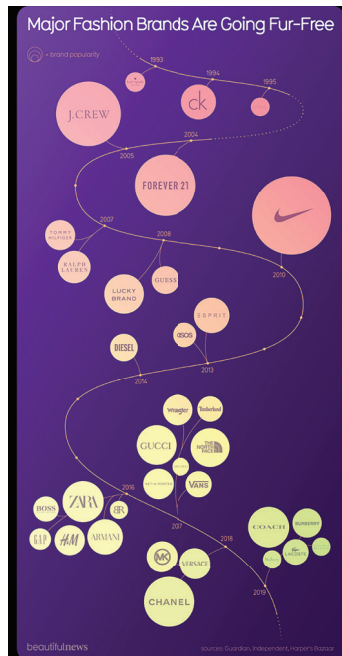 Major Fashion Brands Are Going Fur-Free
= brand popularity
1993
1994
1995
ck
J.CREW
2004
2005
FOREVER 21
2007
TOMMY
HILFIGER
RALPH
LAUREN
2008
LUCKY
BRAND
GUESS
2010
ESPRIT
asos
2013
DIESEL
2014
Wrangler
Timberland
GUCCI
THE
NORTH
FACE
NET-A-PORTER
VANS
207
2016
BOSS
ZARA
BR
GAP
H&M
ARMANI
2018
MK
VERSACE
CHANEL
COACH
BURBERRY
LACOSTE
2019
beautifulnews
sources: Guardian, Independent, Harper's Bazaar